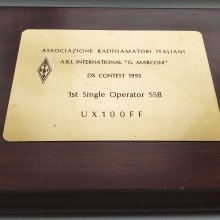 ASSOCIAZIONE RADIOAMATORI ITALIANI
A.R.I. INTERNATIONAL "G. MARCONI"
DX CONTEST 1995
1st Single Operator SSB
UX100FF